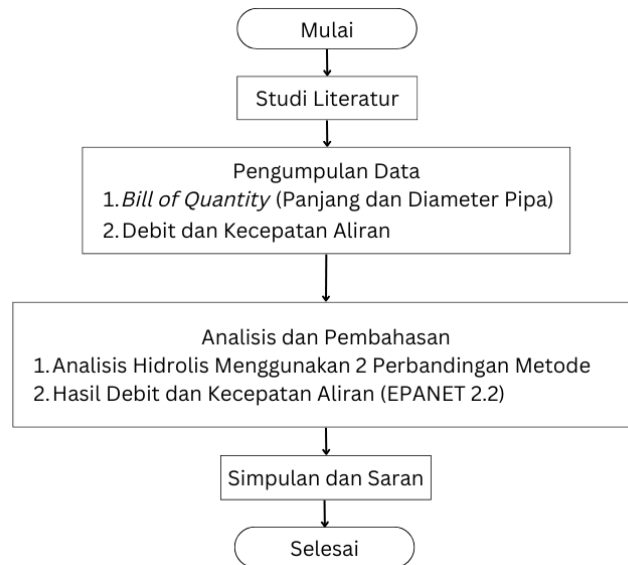 Mulai
Studi Literatur
Pengumpulan Data
1.Bill of Quantity (Panjang dan Diameter Pipa)
2.Debit dan Kecepatan Aliran
Analisis dan Pembahasan
1.Analisis Hidrolis Menggunakan 2 Perbandingan Metode
2.Hasil Debit dan Kecepatan Aliran (EPANET 2.2)
Simpulan dan Saran
Selesai